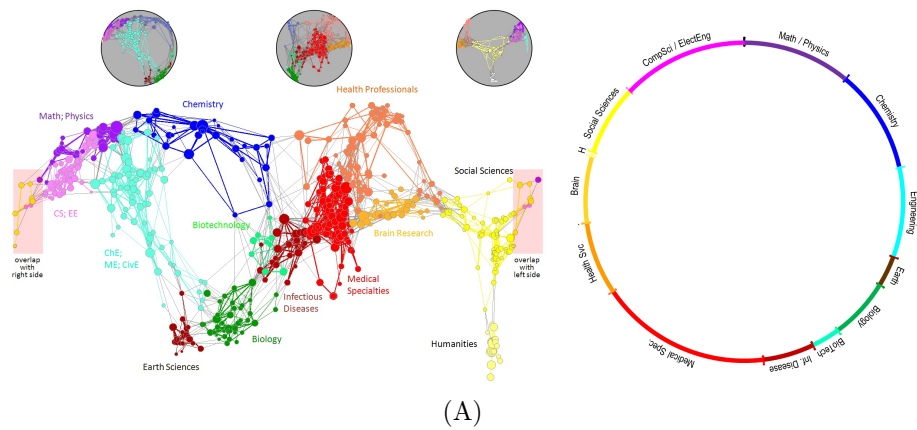 Health Professionals
Chemistry
Math; Physics
Social Sciences
CS; EE
Biotechnology
Brain Research
overlap
with
right side
ChE;
ME; CivE
overlap
with
left side
Medical
Specialties
Infectious
Diseases
Biology
Humanities
Earth Sciences
CompSci / ElectEng
Math / Physics
Chemistry
Engineering
Earth
Biology
BioTech
Inf. Disease
Medical Spec.
Health Svc
Brain
H
Social Sciences
(A)